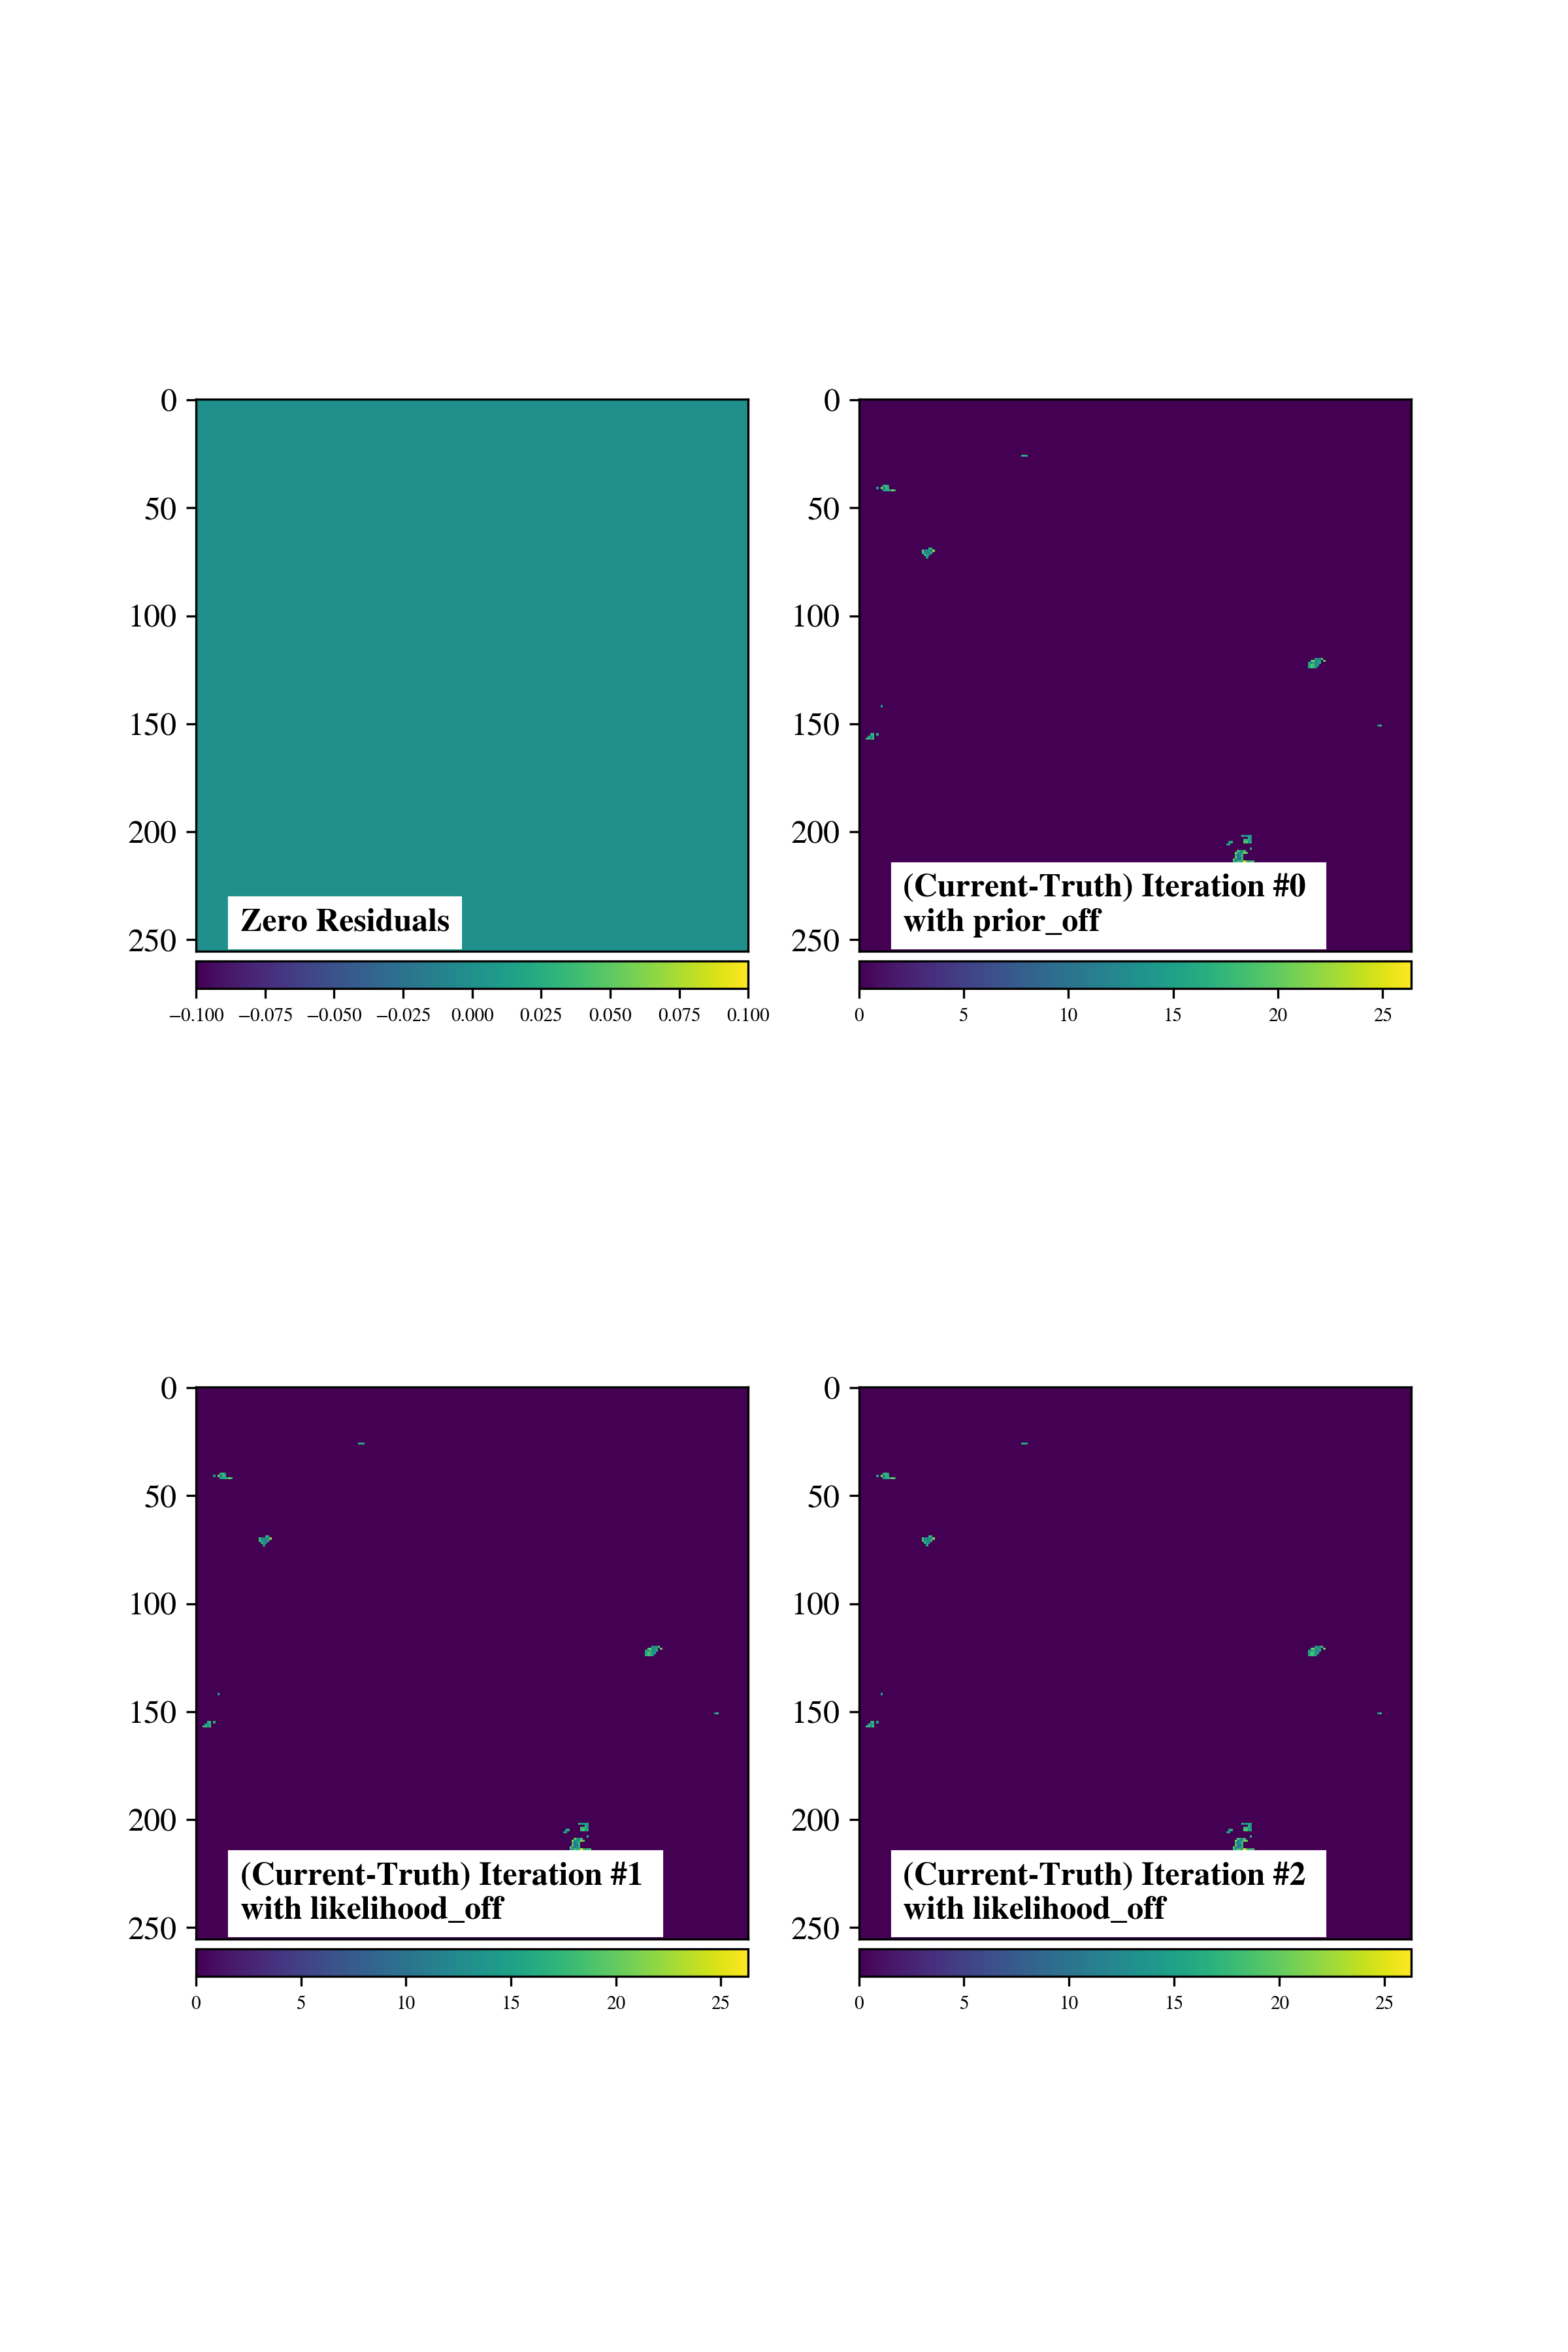 0
50
100
150
200
250
Zero Residuals
−0.100 −0.075 −0.050 −0.025 0.000 0.025 0.050 0.075 0.100
0
50
100
150
200
250
(Current-Truth) Iteration #0
with prior_off
0 5 10 15 20 25
0
50
100
150
200
250
(Current-Truth) Iteration #1
with likelihood_off
0 5 10 15 20 25
0
50
100
150
200
250
(Current-Truth) Iteration #2
with likelihood_off
0 5 10 15 20 25